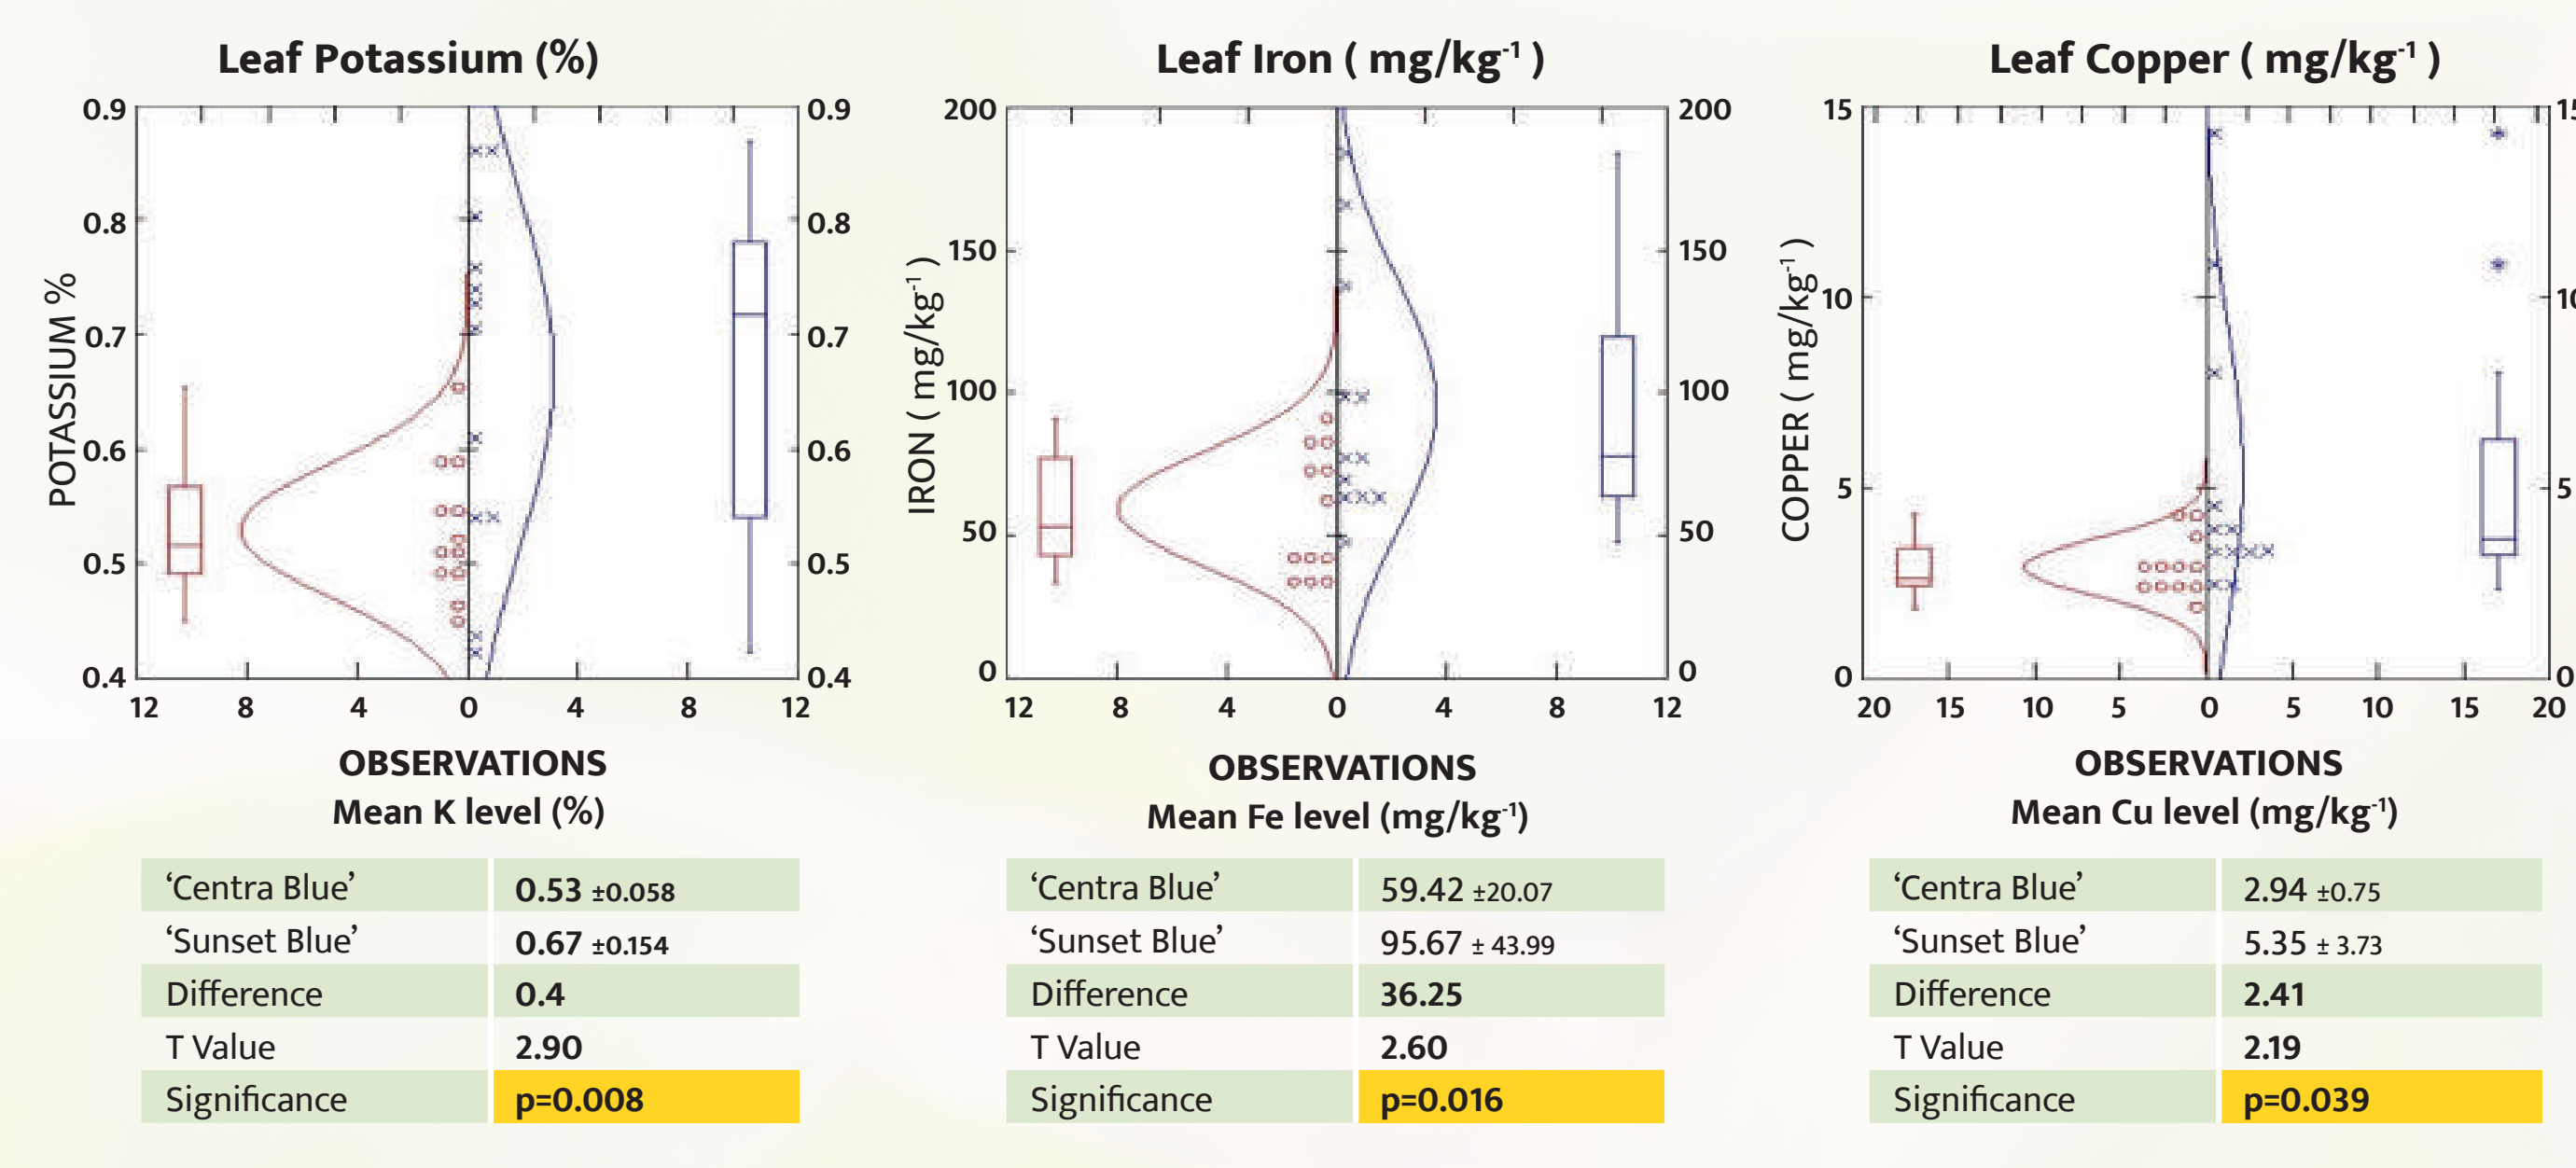 Leaf Potassium (%)
0.9
0.8
0.7
0.6
0.5
0.4
POTASSIUM %
0.9
0.8
0.7
0.6
0.5
0.4
12 8 4 0 4 8 12
OBSERVATIONS
Mean K level (%)
‘Centra Blue’ 0.53 ±0.058
‘Sunset Blue’ 0.67 ±0.154
Difference 0.4
T Value 2.90
Significance p=0.008
Leaf Iron ( mg/kg-1 )
200
150
100
50
0
IRON ( mg/kg-1 )
200
150
100
50
0
12 8 4 0 4 8 12
OBSERVATIONS
Mean Fe level (mg/kg-1)
‘Centra Blue’ 59.42 ±20.07
‘Sunset Blue’ 95.67 ± 43.99
Difference 36.25
T Value 2.60
Significance p=0.016
Leaf Copper ( mg/kg-1 )
15
10
5
0
COPPER ( mg/kg-1 )
5
0
20 15 10 5 0 5 10 15 20
OBSERVATIONS
Mean Cu level (mg/kg-1)
‘Centra Blue’ 2.94 ±0.75
‘Sunset Blue’ 5.35 ± 3.73
Difference 2.41
T Value 2.19
Significance p=0.039